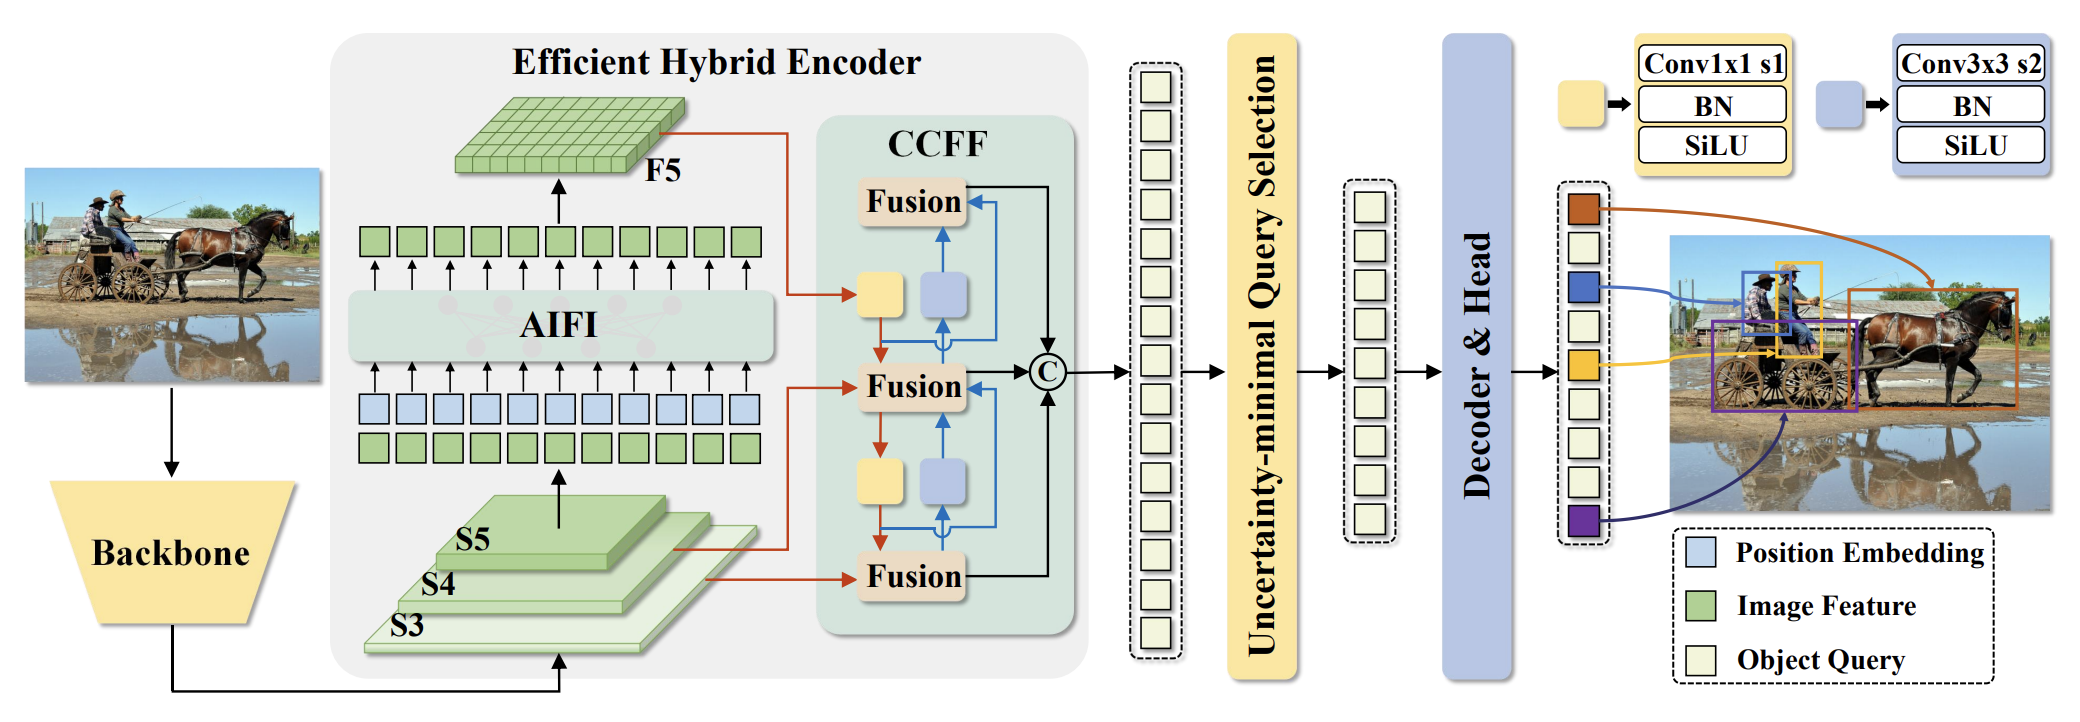 Efficient Hybrid Encoder
F5
AIFI
S5
S4
S3
Backbone
CCFF
Fusion
Fusion
Fusion
C
Uncertainty-minimal Query Selection
Decoder & Head
Conv1x1 s1
BN
SiLU
Conv3x3 s2
BN
SiLU
Position Embedding
Image Feature
Object Query